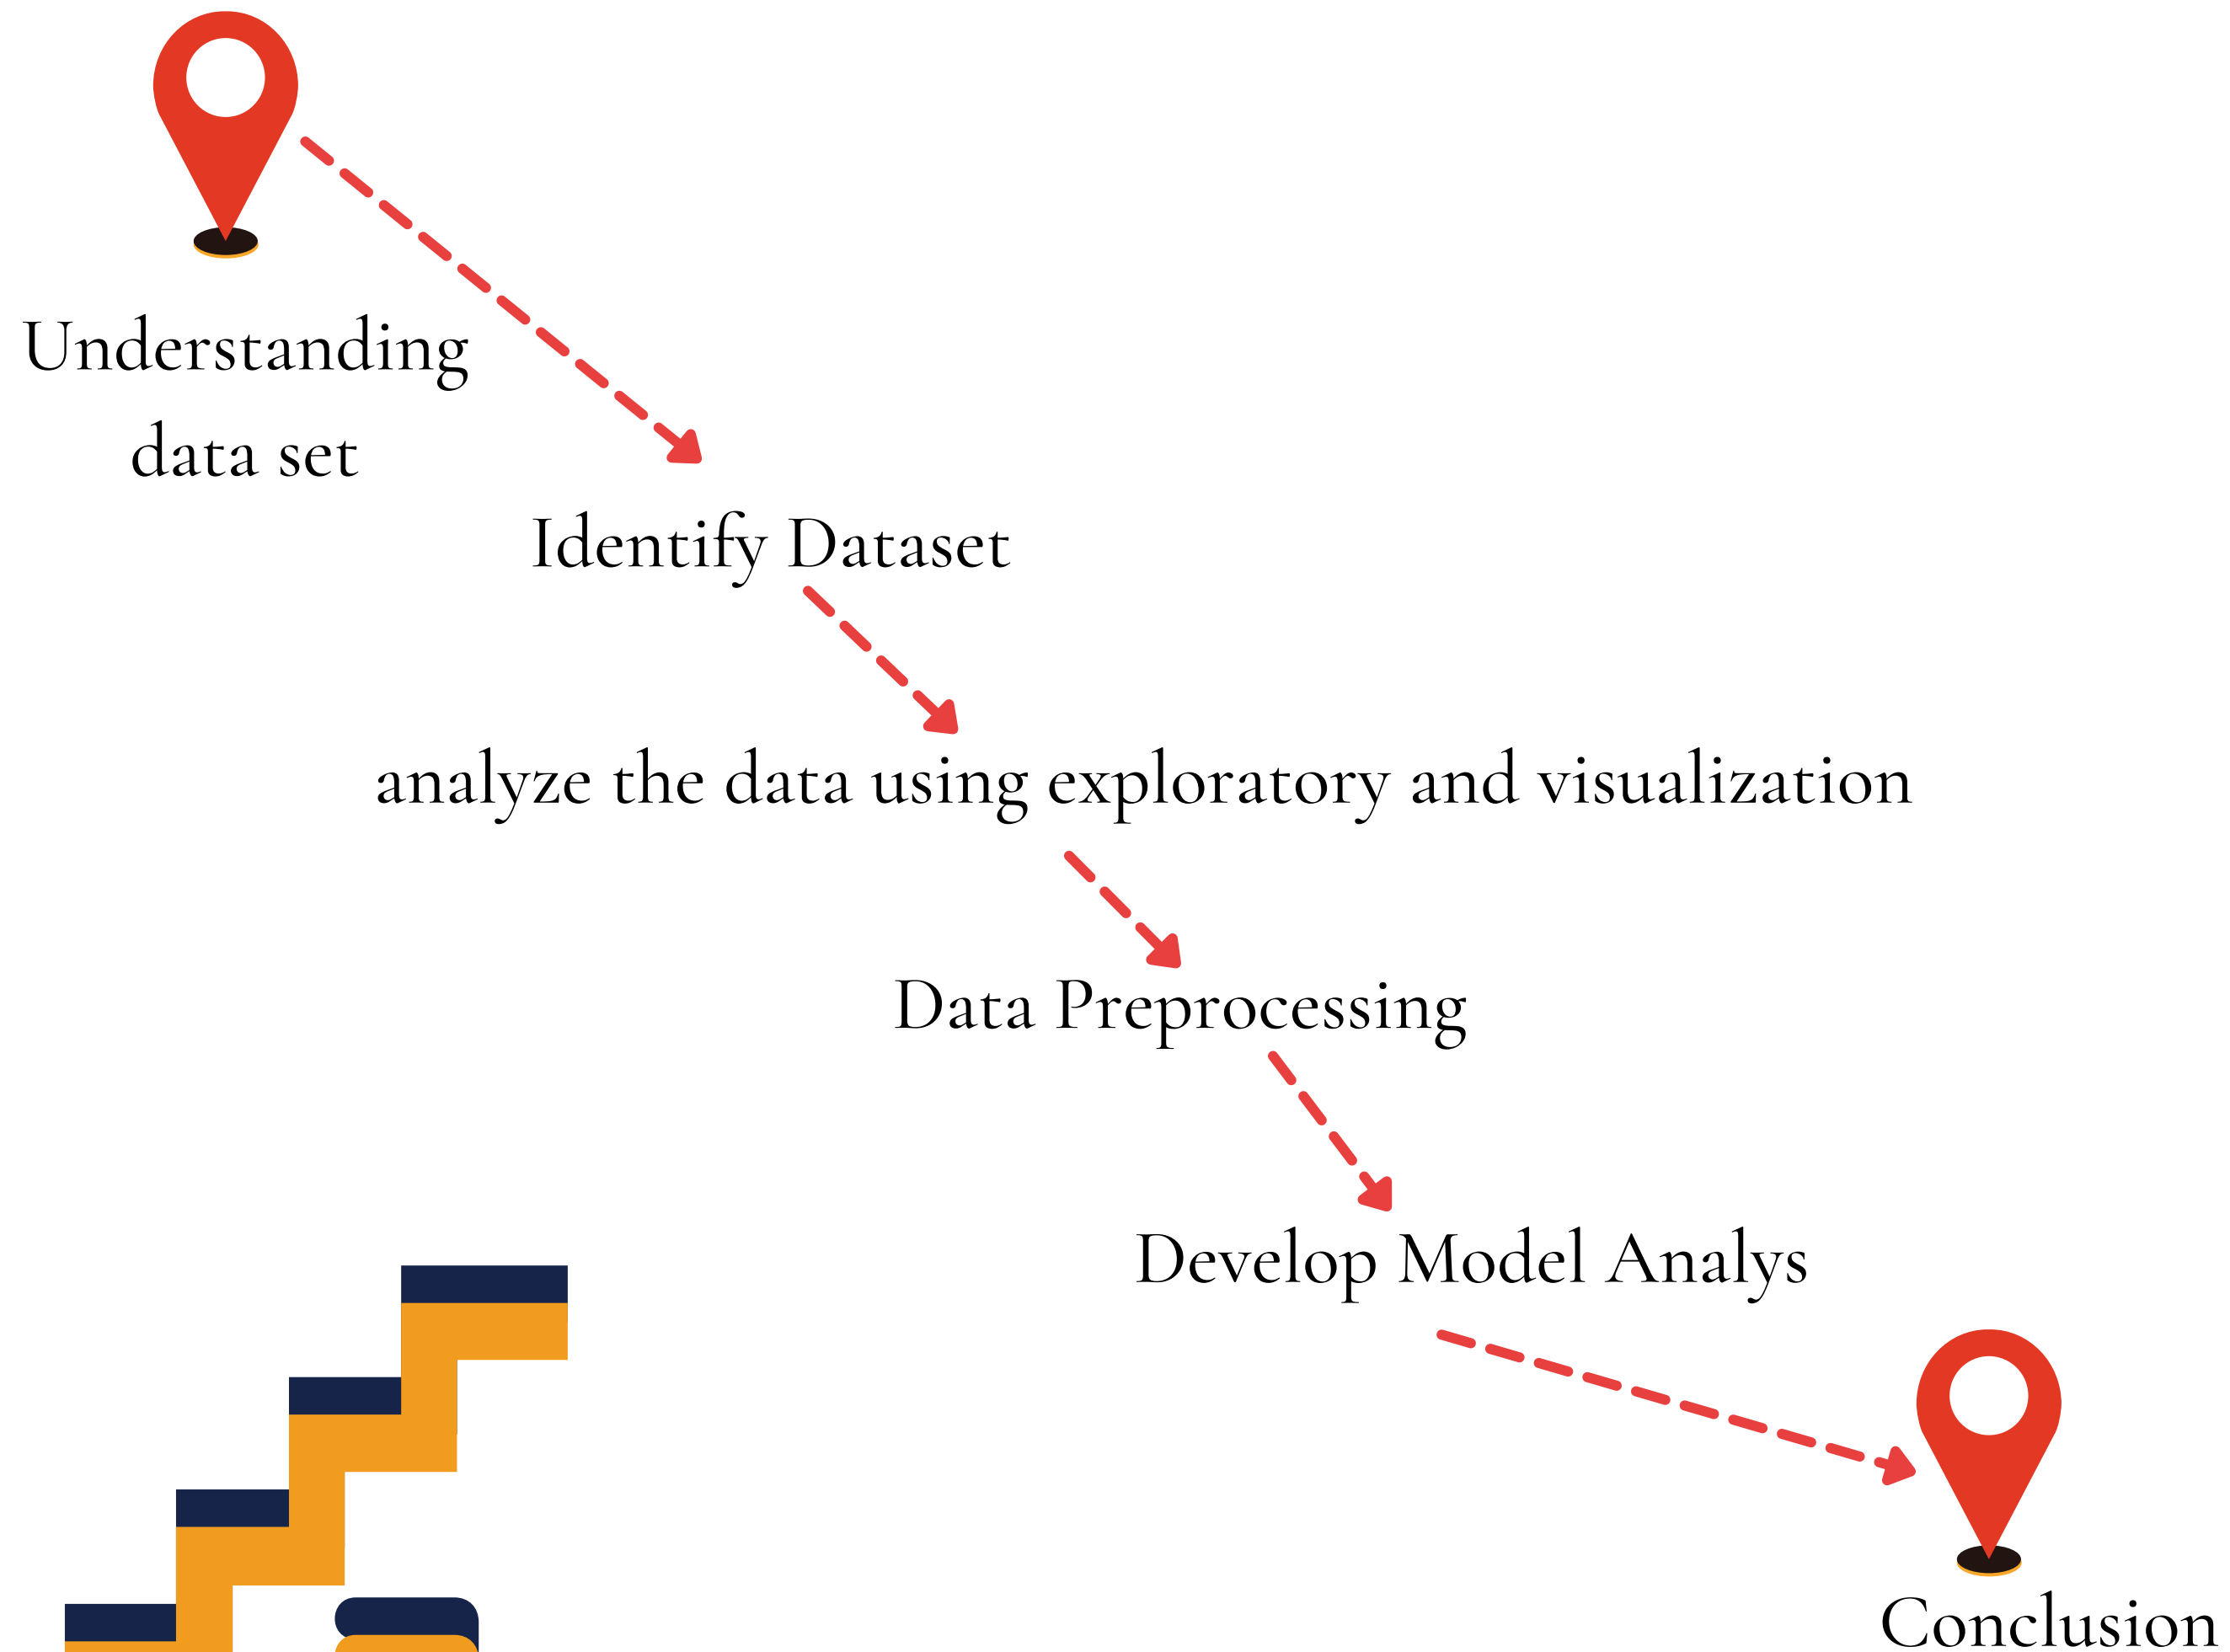 Understanding
data set
Identify Dataset
analyze the data using exploratory and visualization
Data Preprocessing
Develop Model Analys
Conclusion